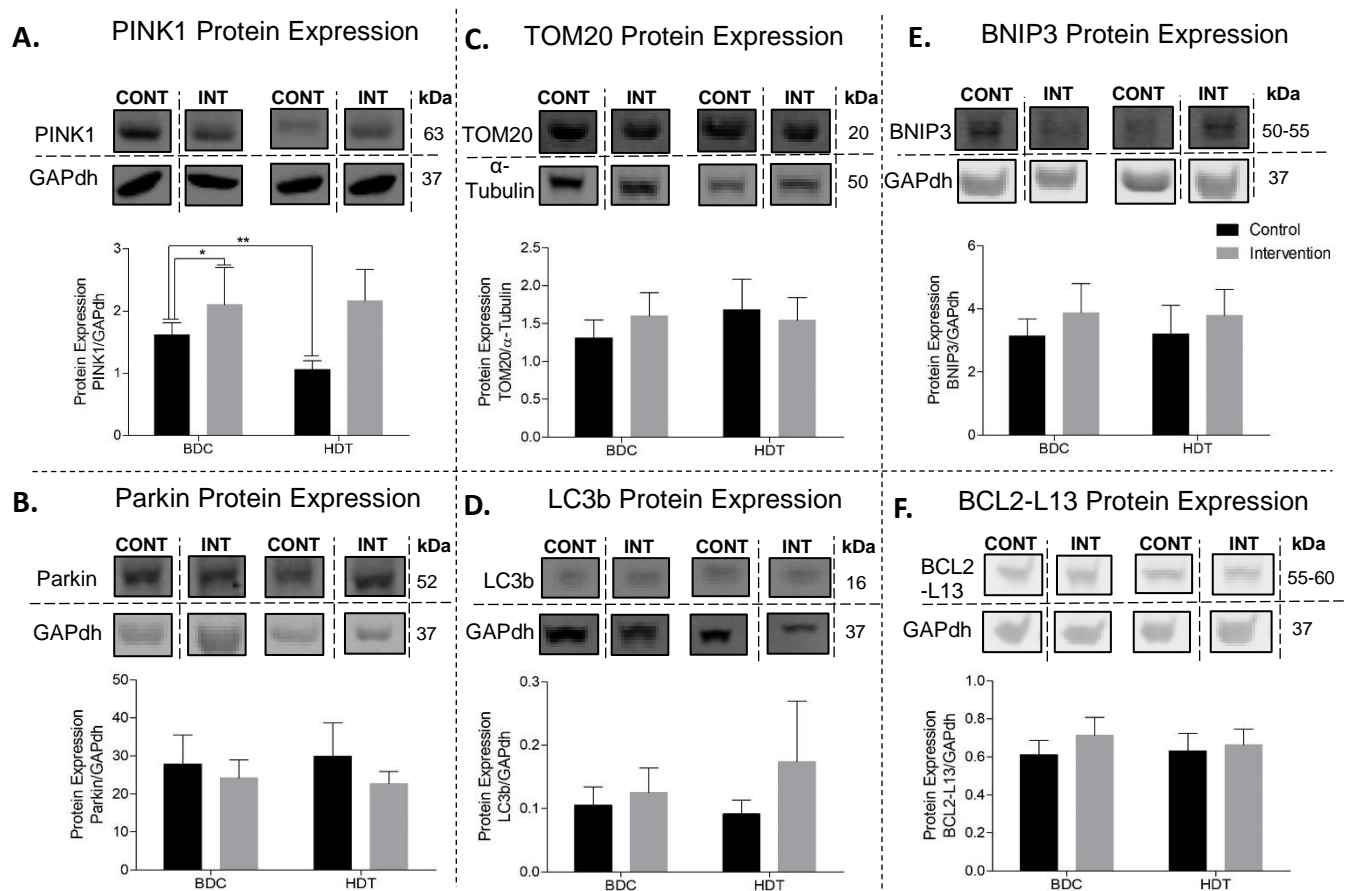 A.
PINK1 Protein Expression
CONT INT CONT INT kDa
PINK1 63
GAPdh 37
Protein Expression
PINK1/GAPdh
3
2
1
0
*
**
BDC HDT
B.
Parkin Protein Expression
CONT INT CONT INT kDa
Parkin 52
GAPdh 37
Protein Expression
Parkin/GAPdh
50
40
30
20
10
0
BDC HDT
C.
TOM20 Protein Expression
CONT INT CONT INT kDa
TOM20 20
α-
Tubulin 50
Protein Expression
TOM20/α-Tubulin
2.5
2.0
1.5
1.0
0.5
0.0
BDC HDT
D.
LC3b Protein Expression
CONT INT CONT INT kDa
LC3b 16
GAPdh 37
Protein Expression
LC3b/GAPdh
0.3
0.2
0.1
0.0
BDC HDT
E.
BNIP3 Protein Expression
CONT INT CONT INT kDa
BNIP3 50-55
GAPdh 37
Control
Intervention
Protein Expression
BNIP3/GAPdh
6
4
2
0
BDC HDT
F.
BCL2-L13 Protein Expression
CONT INT CONT INT kDa
BCL2
-L13 55-60
GAPdh 37
Protein Expression
BCL2-L13/GAPdh
1.0
0.8
0.6
0.4
0.2
0.0
BDC HDT